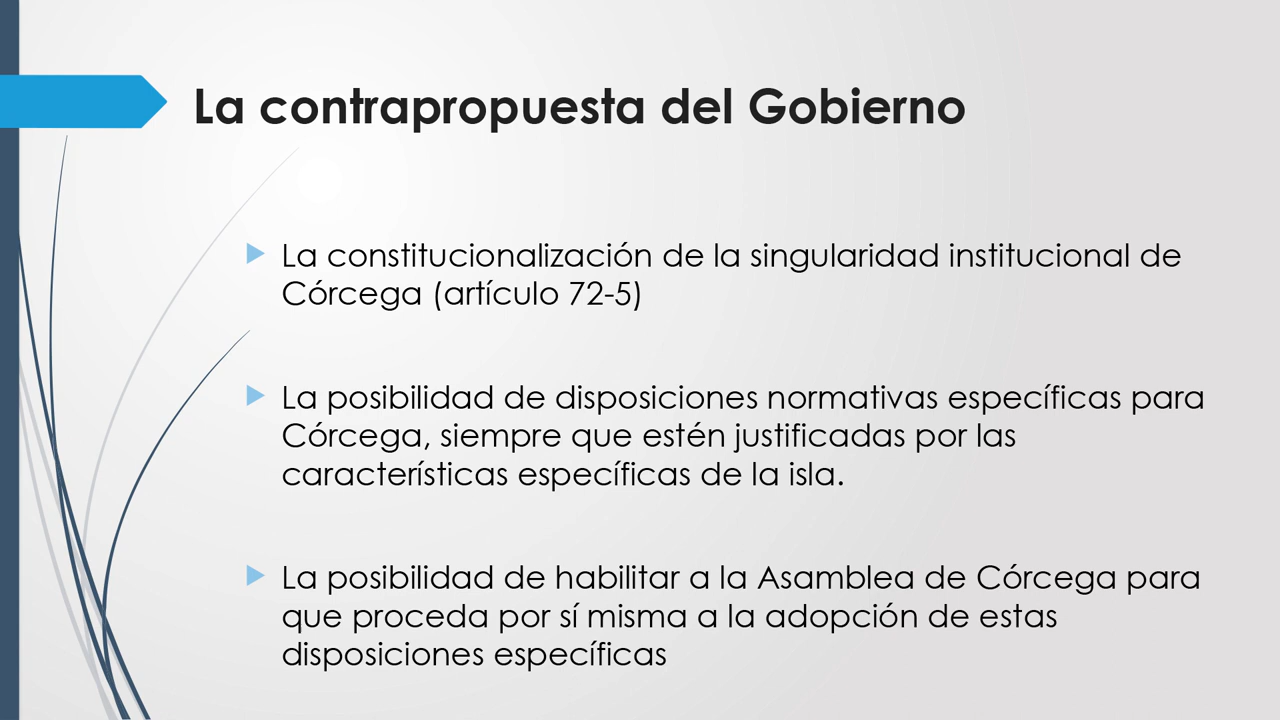 La contrapropuesta del Gobierno
La constitucionalización de la singularidad institucional de
Córcega (artículo 72-5)
La posibilidad de disposiciones normativas específicas para
Córcega, siempre que estén justificadas por las
características específicas de la isla.
La posibilidad de habilitar a la Asamblea de Córcega para
que proceda por sí misma a la adopción de estas
disposiciones específicas